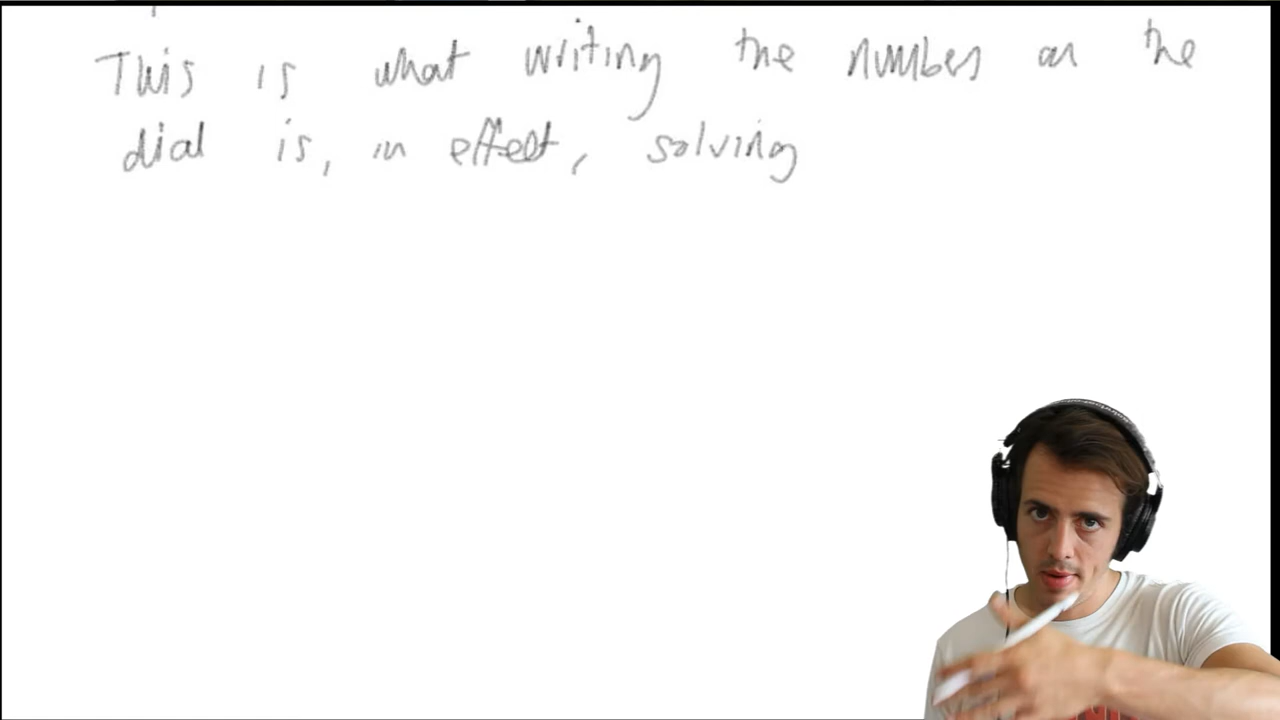 This is what writing the numbers on the
dial is, in effect, solving